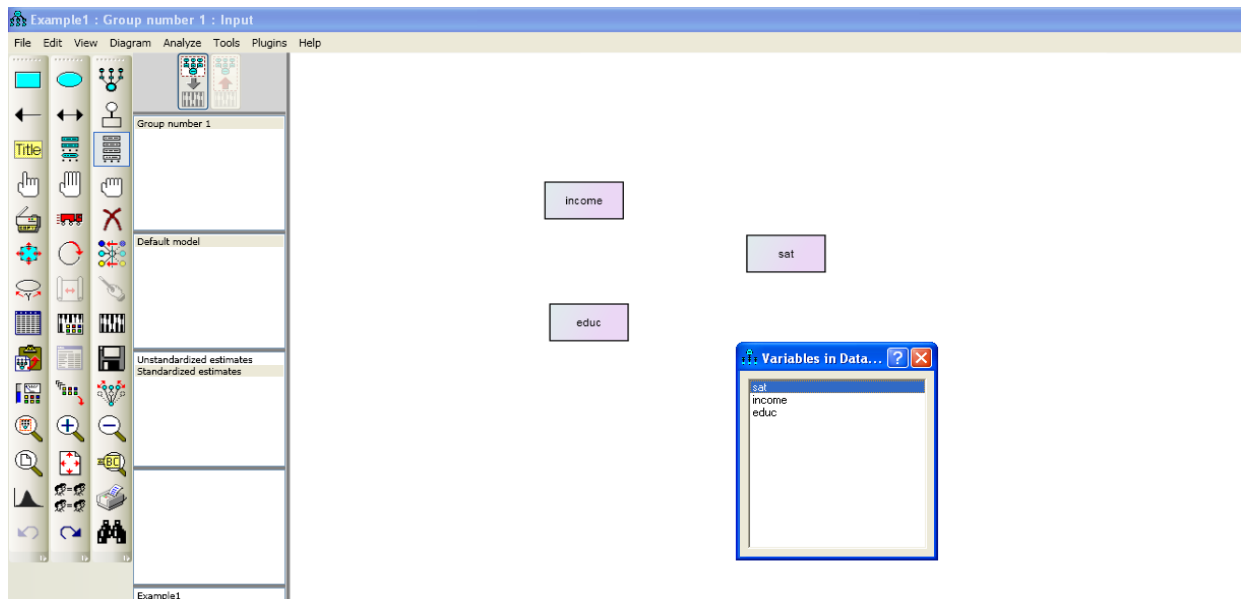 Example1 : Group number 1 : Input
File Edit View Diagram Analyze Tools Plugins Help
Title
Group number 1
Default model
Unstandardized estimates
Standardized estimates
Example1
income
sat
educ
Variables in Data... ?
sat
income
educ